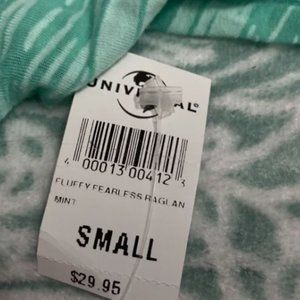 UNIVERSAL®
4 00013 00412 3
FLUFFY FEARLESS RAGLAN
MINT
SMALL
$29.95